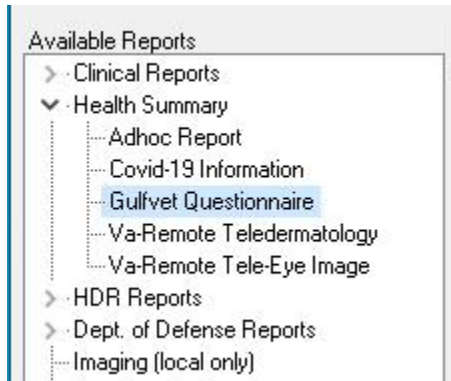 Available Reports
Clinical Reports
Health Summary
Adhoc Report
Covid-19 Information
Gulfvet Questionnaire
Va-Remote Teledermatology
Va-Remote Tele-Eye Image
HDR Reports
Dept. of Defense Reports
Imaging (local only)